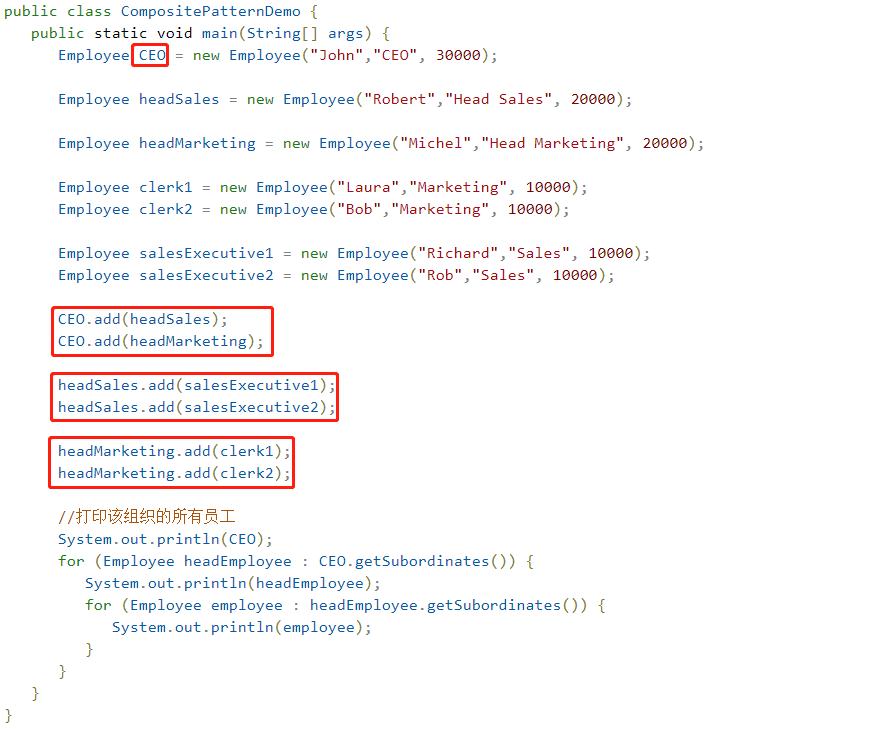 public class CompositePatternDemo {
public static void main(String[] args) {
Employee CEO = new Employee("John","CEO", 30000);
Employee headSales = new Employee("Robert","Head Sales", 20000);
Employee headMarketing = new Employee("Michel","Head Marketing", 20000);
Employee clerk1 = new Employee("Laura","Marketing", 10000);
Employee clerk2 = new Employee("Bob","Marketing", 10000);
Employee salesExecutive1 = new Employee("Richard","Sales", 10000);
Employee salesExecutive2 = new Employee("Rob","Sales", 10000);
CEO.add(headSales);
CEO.add(headMarketing);
headSales.add(salesExecutive1);
headSales.add(salesExecutive2);
headMarketing.add(clerk1);
headMarketing.add(clerk2);
//打印该组织的所有员工
System.out.println(CEO);
for (Employee headEmployee : CEO.getSubordinates()) {
System.out.println(headEmployee);
for (Employee employee : headEmployee.getSubordinates()) {
System.out.println(employee);
}
}
}
}